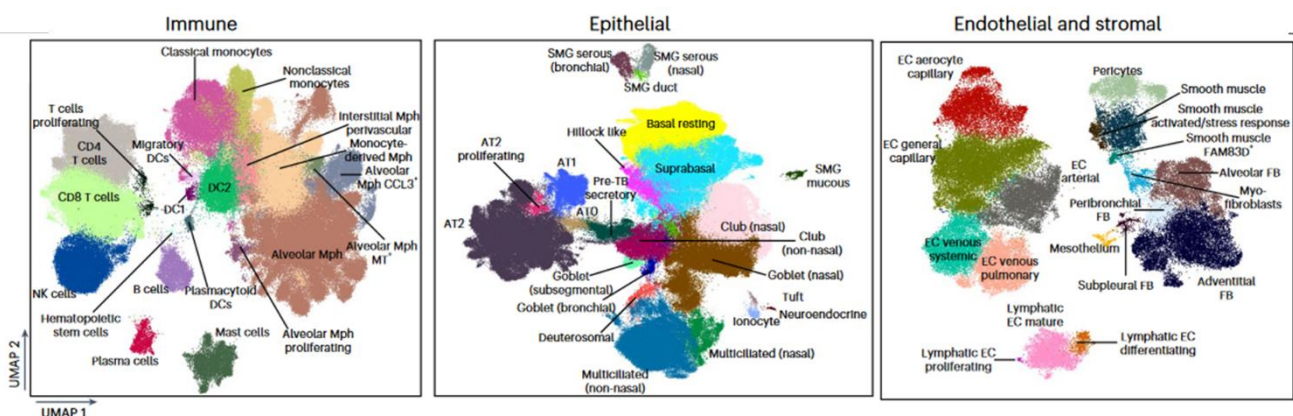 Immune
Classical monocytes
Nonclassical
monocytes
T cells
proliferating
CD4
T cells
Migratory
DCs
Interstitial Mph
perivascular
Monocyte-
derived Mph
Alveolar
Mph CCL3+
DC2
CD8 T cells
DC1
Alveolar Mph
Alveolar Mph
MT+
NK cells
B cells
Plasmacytoid
DCs
Hematopoietic
stem cells
Alveolar Mph
proliferating
Plasma cells
Mast cells
UMAP 2
UMAP 1
Epithelial
SMG serous
(bronchial)
SMG serous
(nasal)
SMG duct
Basal resting
Hillock like
AT2
proliferating
AT1
Suprabasal
Pre-TB
secretory
SMG
mucous
AT2
AT0
Club (nasal)
Club
(non-nasal)
Goblet
(subsegmental)
Goblet (nasal)
Goblet (bronchial)
Tuft
Neuroendocrine
Ionocyte
Deuterosomal
Multiciliated (nasal)
Multiciliated
(non-nasal)
Endothelial and stromal
EC aerocyte
capillary
Pericytes
Smooth muscle
Smooth muscle
activated/stress response
Smooth muscle
FAM83D+
EC general
capillary
EC
arterial
Alveolar FB
Myo-
fibroblasts
Peribronchial
FB
EC venous
systemic
EC venous
pulmonary
Mesothelium
Subpleural FB
Adventitial
FB
Lymphatic
EC mature
Lymphatic EC
differentiating
Lymphatic EC
proliferating